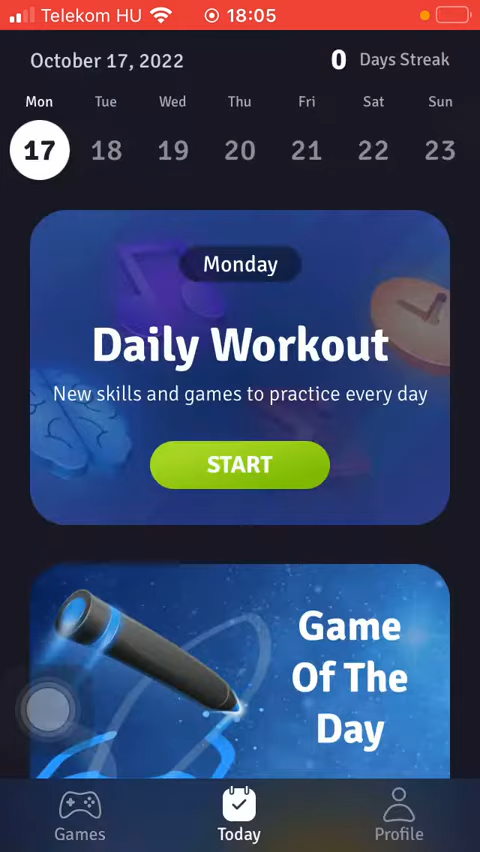 Telekom HU 18:05
October 17, 2022 0 Days Streak
Mon Tue Wed Thu Fri Sat Sun
17 18 19 20 21 22 23
Monday
Daily Workout
New skills and games to practice every day
START
Game
Of The
Day
Games Today Profile